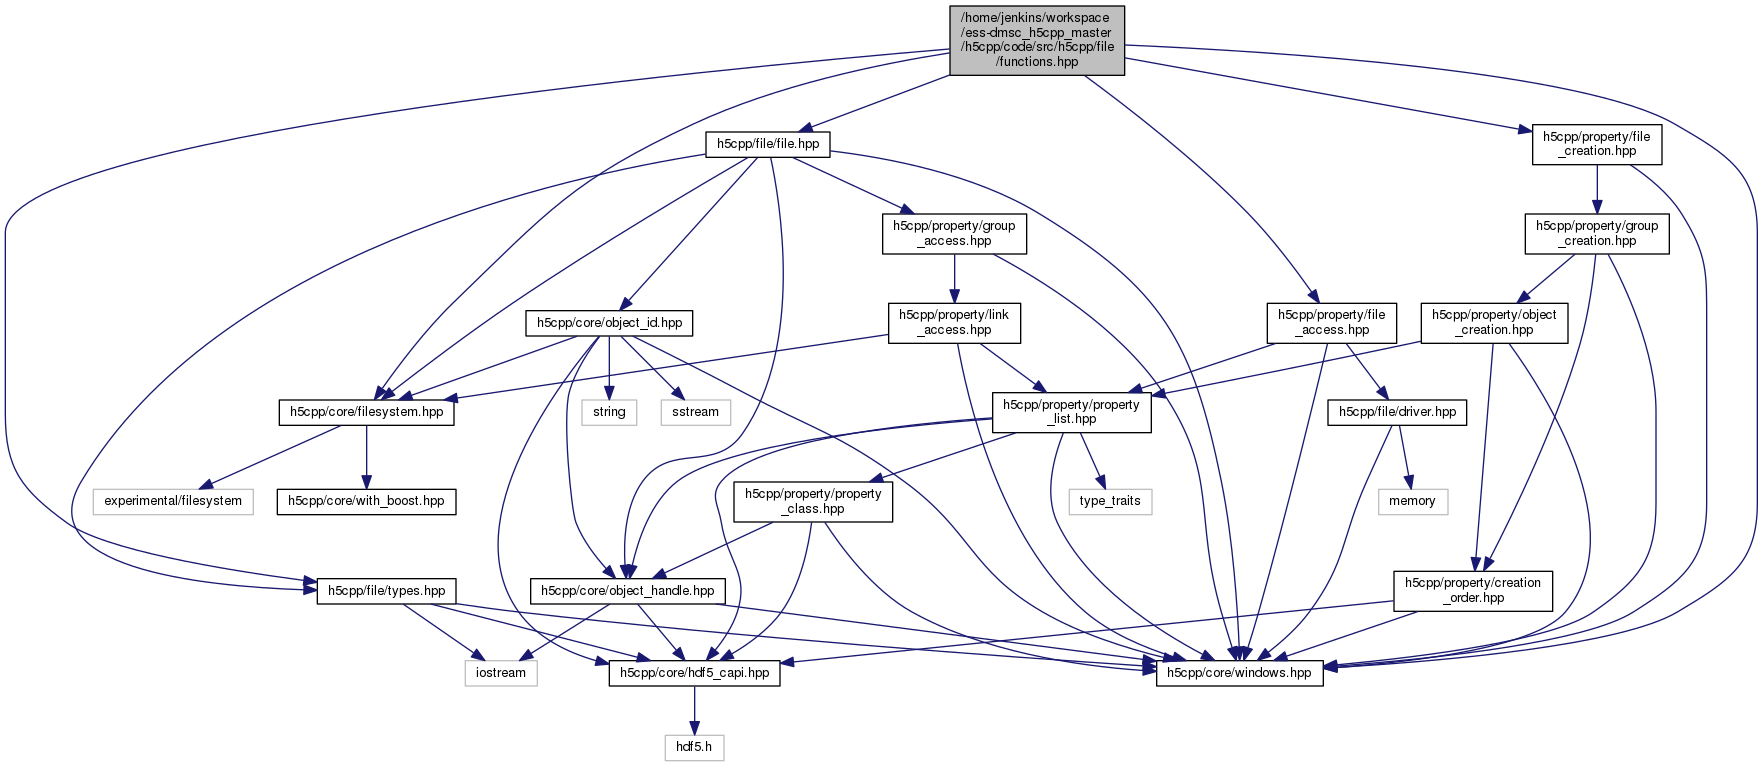 /home/jenkins/workspace
/ess-dmsc_h5cpp_master
/h5cpp/code/src/h5cpp/file
/functions.hpp
h5cpp/file/file.hpp
h5cpp/property/file
_creation.hpp
h5cpp/property/group
_access.hpp
h5cpp/property/group
_creation.hpp
h5cpp/core/object_id.hpp
h5cpp/property/link
_access.hpp
h5cpp/property/file
_access.hpp
h5cpp/property/object
_creation.hpp
h5cpp/core/filesystem.hpp
string
sstream
h5cpp/property/property
_list.hpp
h5cpp/file/driver.hpp
experimental/filesystem
h5cpp/core/with_boost.hpp
h5cpp/property/property
_class.hpp
type_traits
memory
h5cpp/file/types.hpp
h5cpp/core/object_handle.hpp
h5cpp/property/creation
_order.hpp
iostream
h5cpp/core/hdf5_capi.hpp
h5cpp/core/windows.hpp
hdf5.h